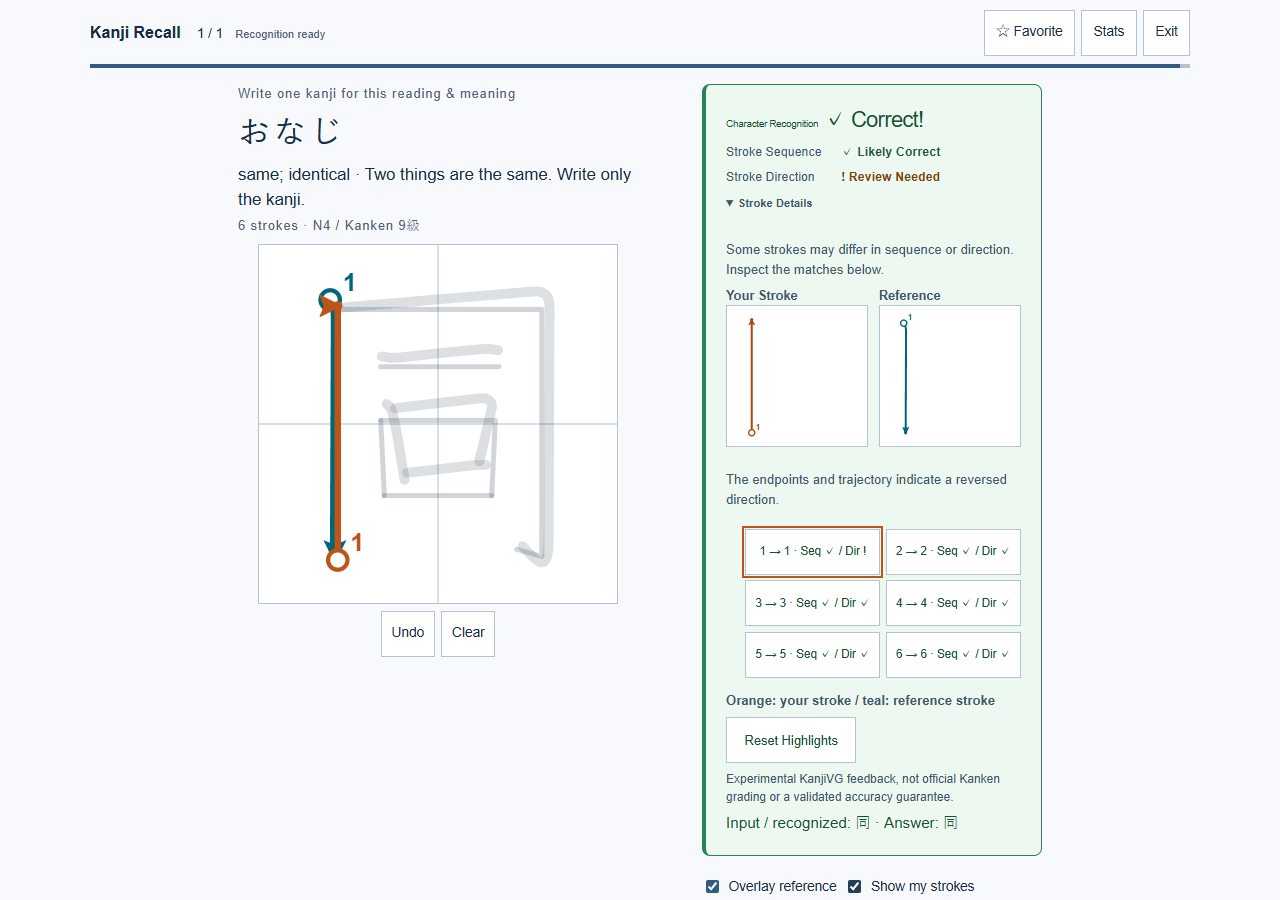 Kanji Recall 1 / 1 Recognition ready ☆ Favorite Stats Exit
Write one kanji for this reading & meaning
おなじ
same; identical · Two things are the same. Write only
the kanji.
6 strokes · N4 / Kanken 9級
1
1
同
Undo Clear
Character Recognition ✓ Correct!
Stroke Sequence ✓ Likely Correct
Stroke Direction ! Review Needed
▼ Stroke Details
Some strokes may differ in sequence or direction.
Inspect the matches below.
Your Stroke Reference
1 1
The endpoints and trajectory indicate a reversed
direction.
1 → 1 · Seq ✓ / Dir ! 2 → 2 · Seq ✓ / Dir ✓
3 → 3 · Seq ✓ / Dir ✓ 4 → 4 · Seq ✓ / Dir ✓
5 → 5 · Seq ✓ / Dir ✓ 6 → 6 · Seq ✓ / Dir ✓
Orange: your stroke / teal: reference stroke
Reset Highlights
Experimental KanjiVG feedback, not official Kanken
grading or a validated accuracy guarantee.
Input / recognized: 同 · Answer: 同
Overlay reference Show my strokes